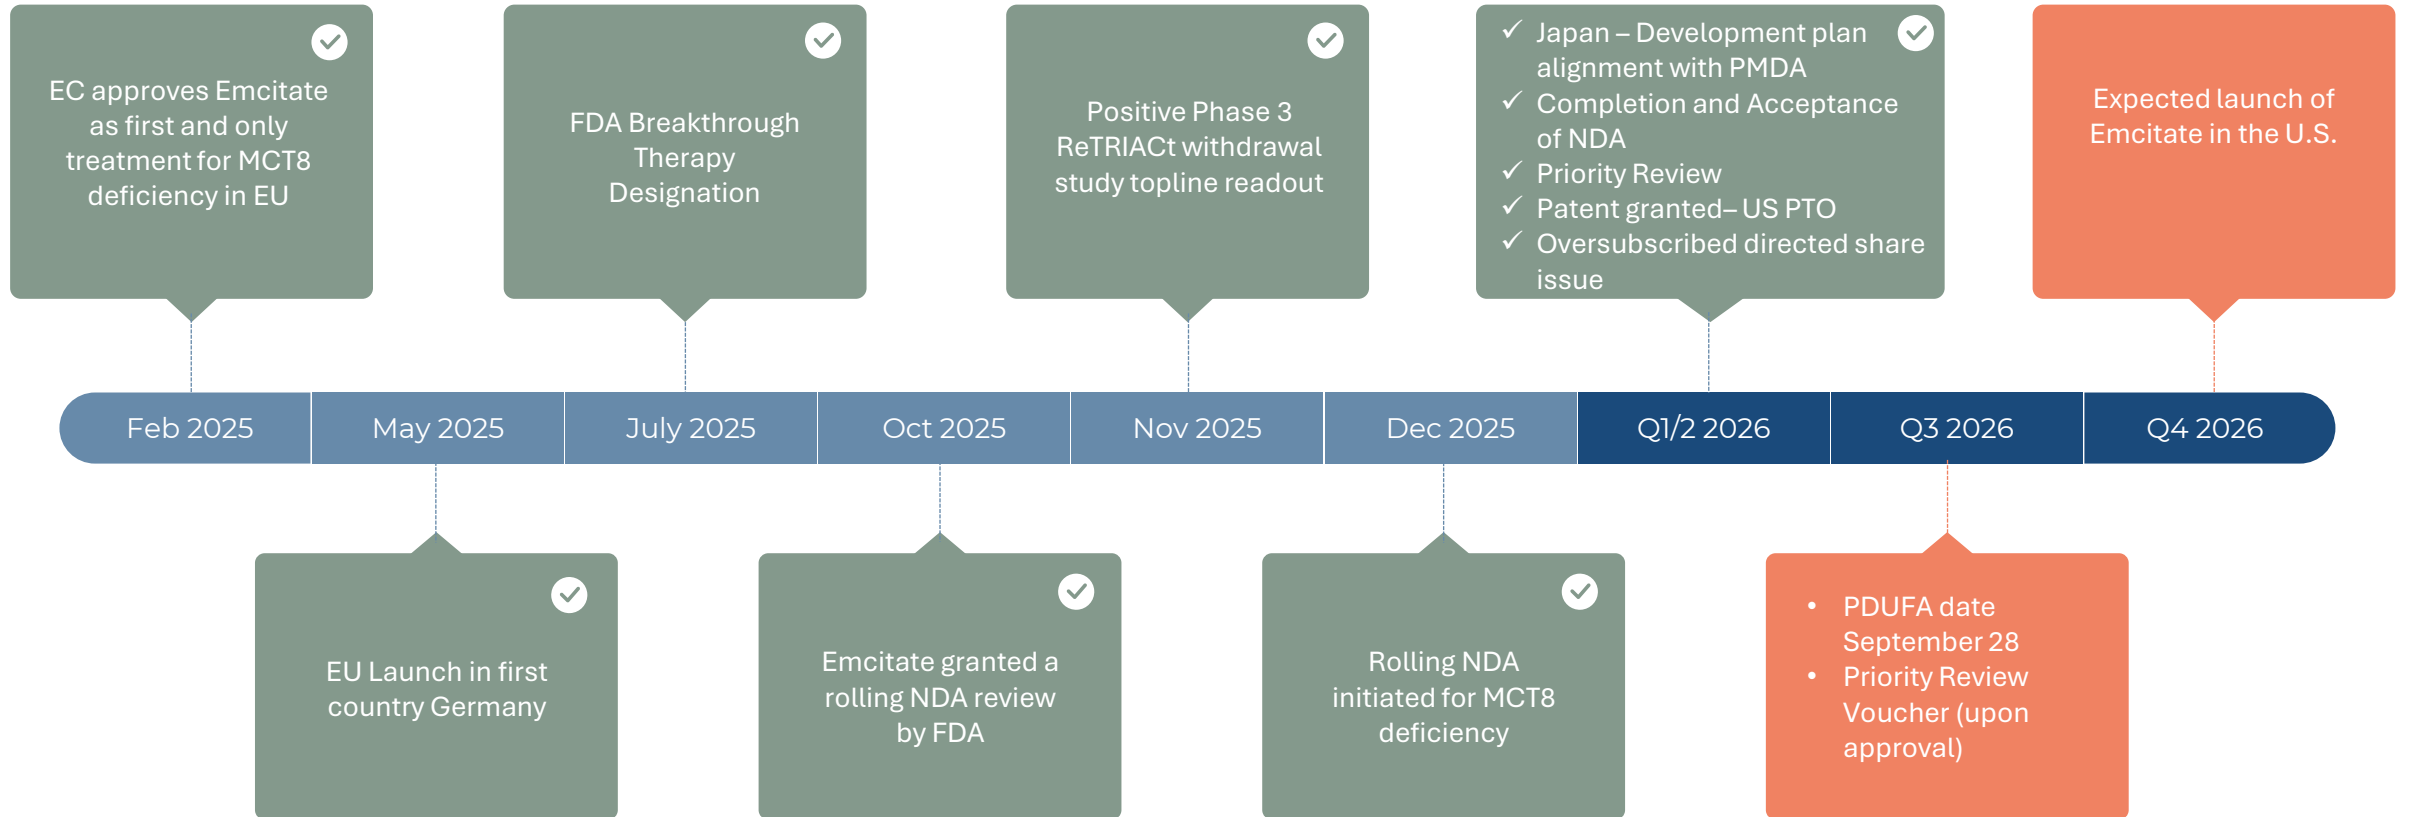 EC approves Emcitate
as first and only
treatment for MCT8
deficiency in EU
FDA Breakthrough
Therapy
Designation
Positive Phase 3
ReTRIACt withdrawal
study topline readout
✓ Japan – Development plan
alignment with PMDA
✓ Completion and Acceptance
of NDA
✓ Priority Review
✓ Patent granted– US PTO
✓ Oversubscribed directed share
issue
Expected launch of
Emcitate in the U.S.
Feb 2025
May 2025
July 2025
Oct 2025
Nov 2025
Dec 2025
Q1/2 2026
Q3 2026
Q4 2026
EU Launch in first
country Germany
Emcitate granted a
rolling NDA review
by FDA
Rolling NDA
initiated for MCT8
deficiency
• PDUFA date
September 28
• Priority Review
Voucher (upon
approval)